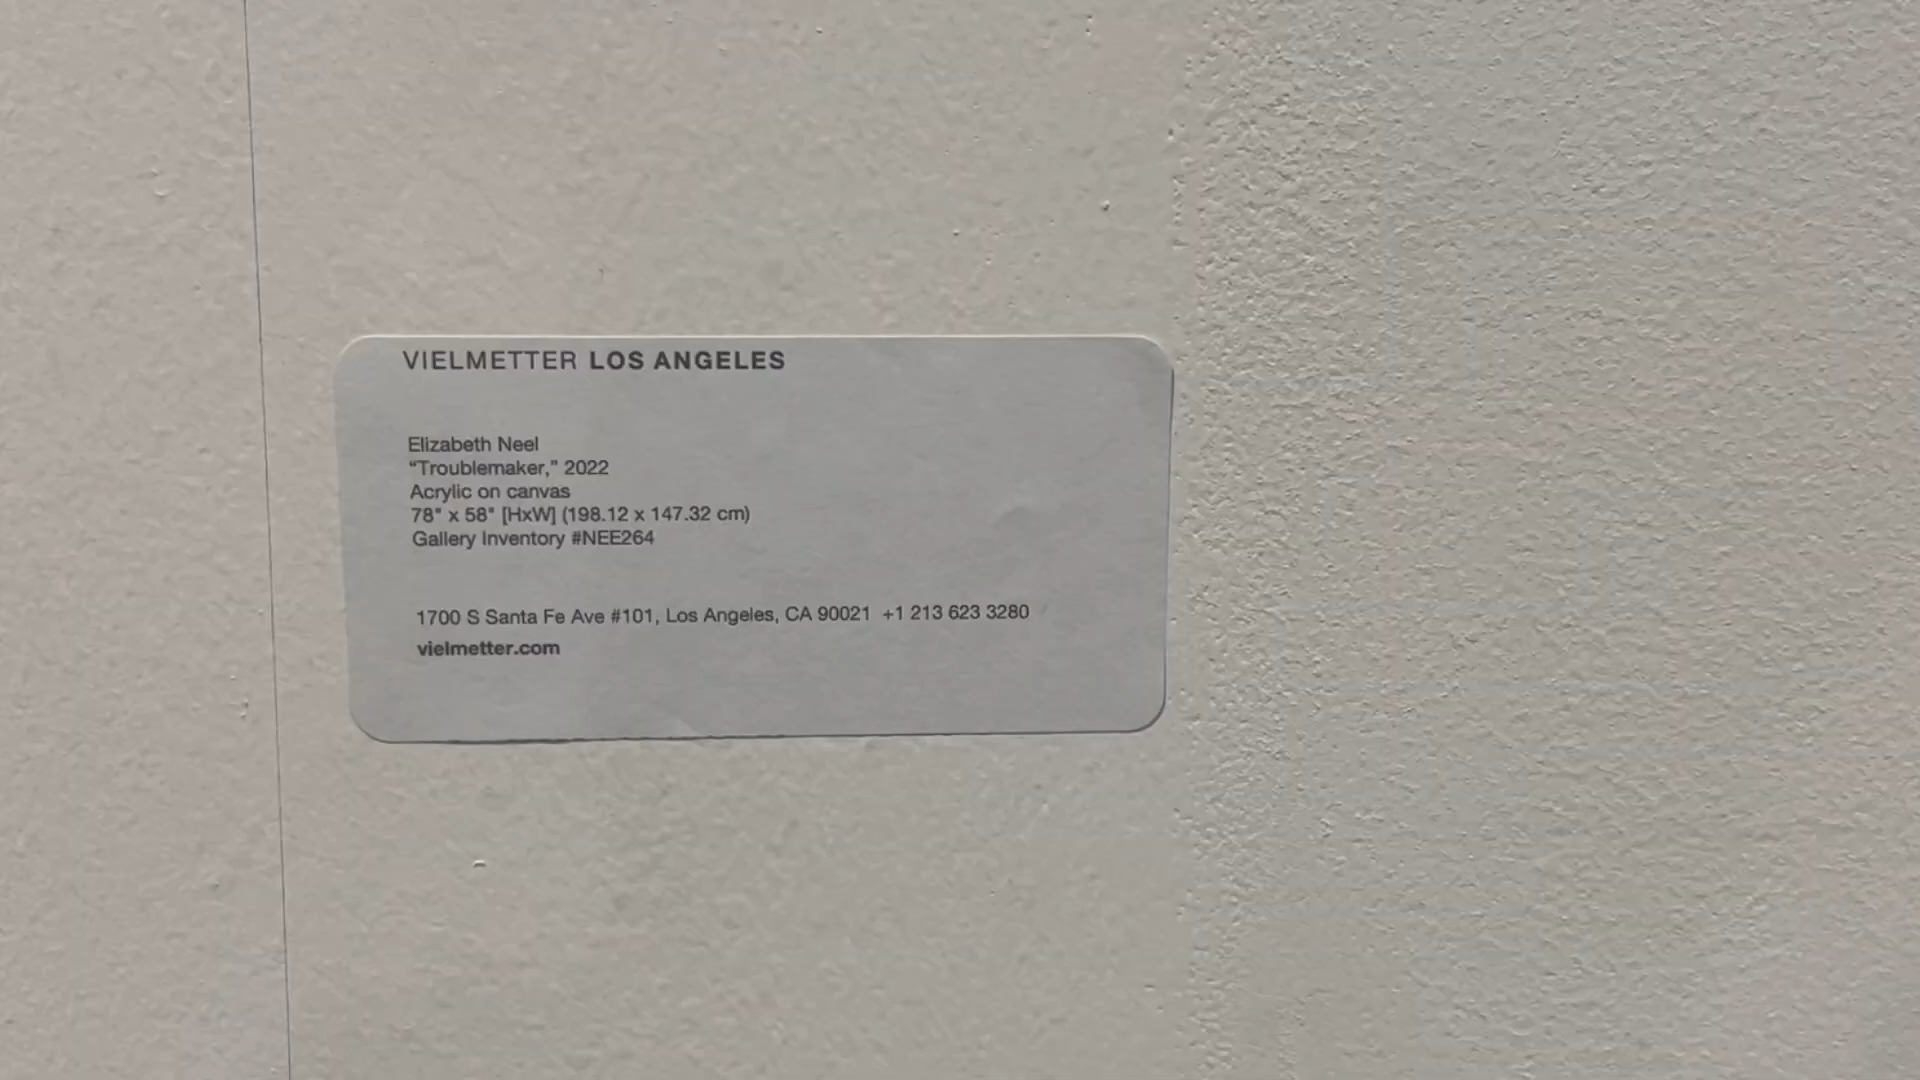 VIELMETTER LOS ANGELES
Elizabeth Neel
“Troublemaker,” 2022
Acrylic on canvas
78" x 58" [HxW] (198.12 x 147.32 cm)
Gallery Inventory #NEE264
1700 S Santa Fe Ave #101, Los Angeles, CA 90021 +1 213 623 3280
vielmetter.com